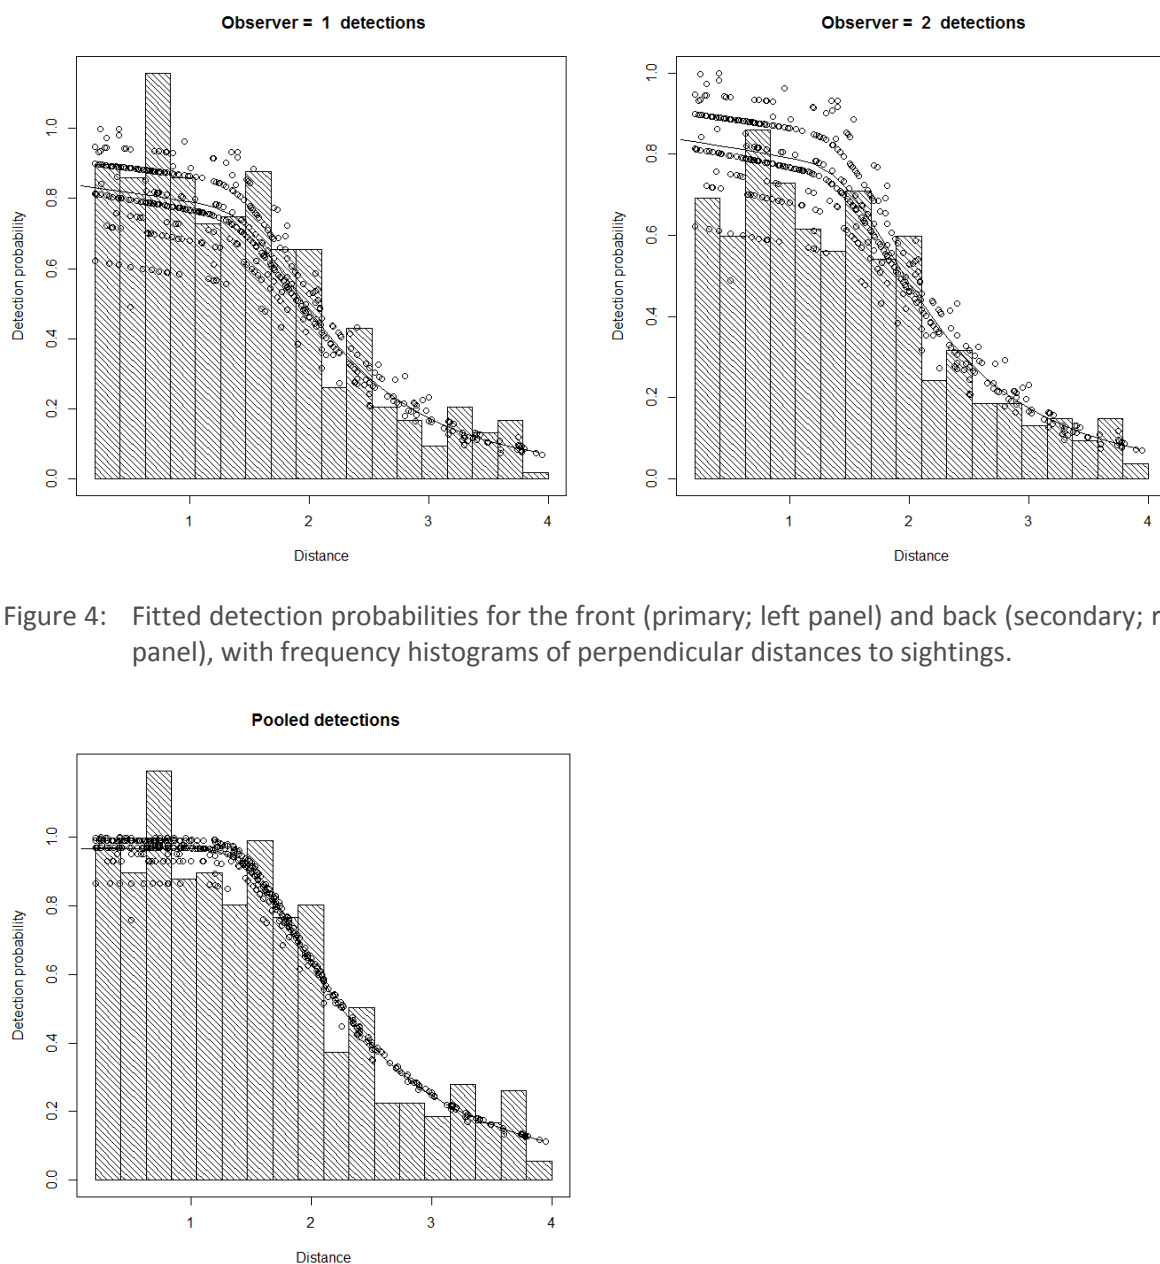 Observer = 1 detections
Observer = 2 detections
Detection probability
0.0
0.2
0.4
0.6
0.8
1.0
1
2
3
4
Distance
Detection probability
0.0
0.2
0.4
0.6
0.8
1.0
1
2
3
4
Distance
Figure 4: Fitted detection probabilities for the front (primary; left panel) and back (secondary; r
panel), with frequency histograms of perpendicular distances to sightings.
Pooled detections
Detection probability
0.0
0.2
0.4
0.6
0.8
1.0
1
2
3
4
Distance